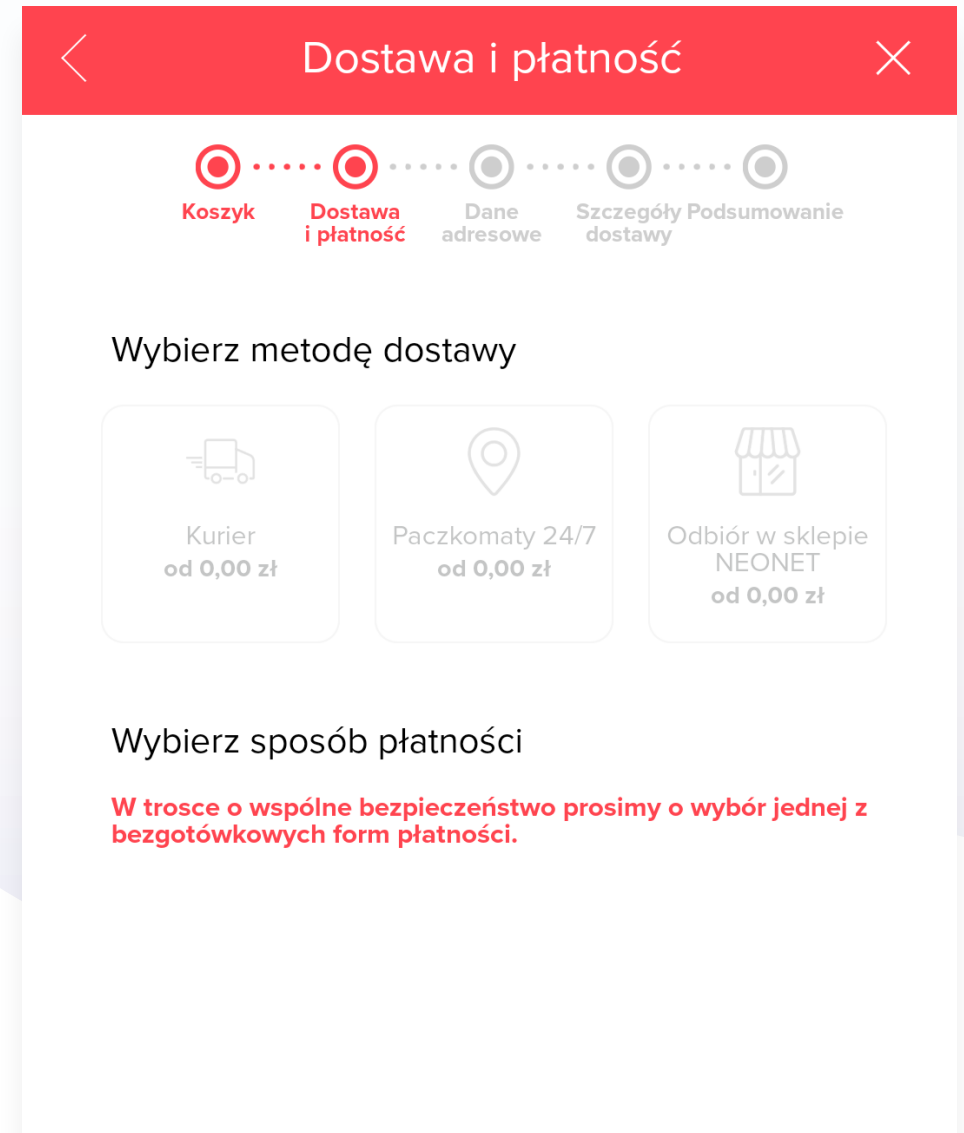 Dostawa i płatność
Koszyk
Dostawa
i płatność
Dane
adresowe
Szczegóły
dostawy
Podsumowanie
Wybierz metodę dostawy
Kurier
od 0,00 zł
Paczkomaty 24/7
od 0,00 zł
Odbiór w sklepie
NEONET
od 0,00 zł
Wybierz sposób płatności
W trosce o wspólne bezpieczeństwo prosimy o wybór jednej z
bezgotówkowych form płatności.